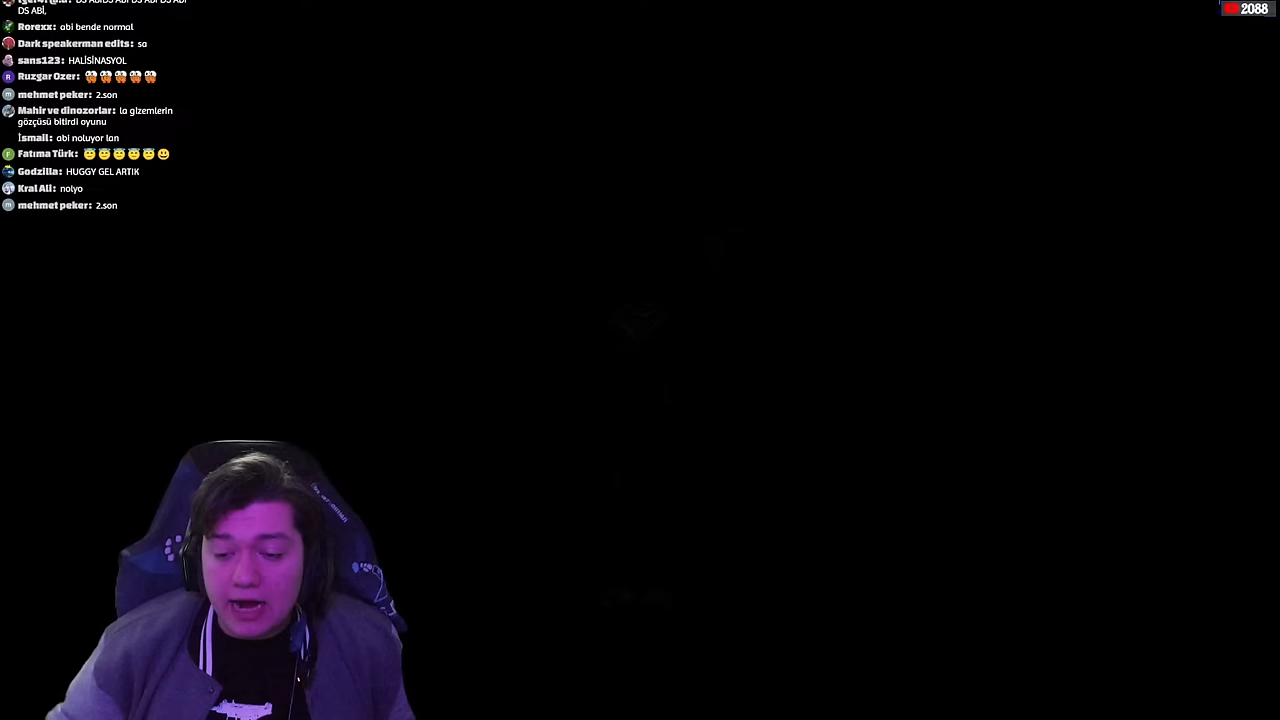 DS ABİ,
Rorexx: abi bende normal
Dark speakerman edits: sa
sans123: HALİSİNASYOL
Ruzgar Ozer:
mehmet peker: 2.son
Mahir ve dinozorlar: la gizemlerin
gözçüsü bitirdi oyunu
İsmail: abi noluyor lan
Fatıma Türk:
Godzilla: HUGGY GEL ARTIK
Kral Ali: nolyo
mehmet peker: 2.son
2088